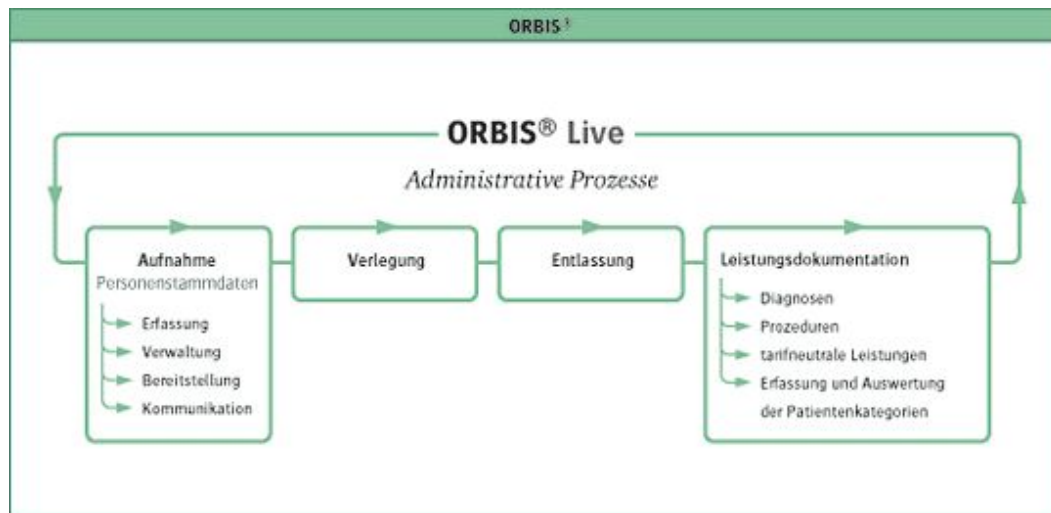 ORBIS®
ORBIS® Live
Administrative Prozesse
Aufnahme
Personenstammdaten
Erfassung
Verwaltung
Bereitstellung
Kommunikation
Verlegung
Entlassung
Leistungsdokumentation
Diagnosen
Prozeduren
tarifneutrale Leistungen
Erfassung und Auswertung
der Patientenkategorien